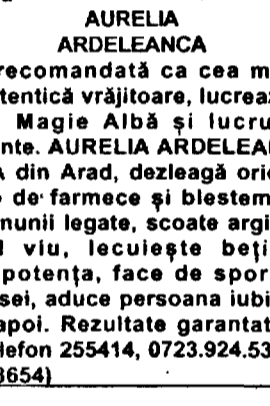 AURELIA
ARDELEANCA
recomandată ca cea m
tentică vrăjitoare, lucrea
Magie Albă și lucru
nte. AURELIA ARDELEA
A din Arad, dezleagă ori
e de farmece și blestem
nunii legate, scoate argi
l viu, lecuiește beți
potența, face de spor
sei, aduce persoana iubi
apoi. Rezultate garantat
lefon 255414, 0723.924.53
3654)